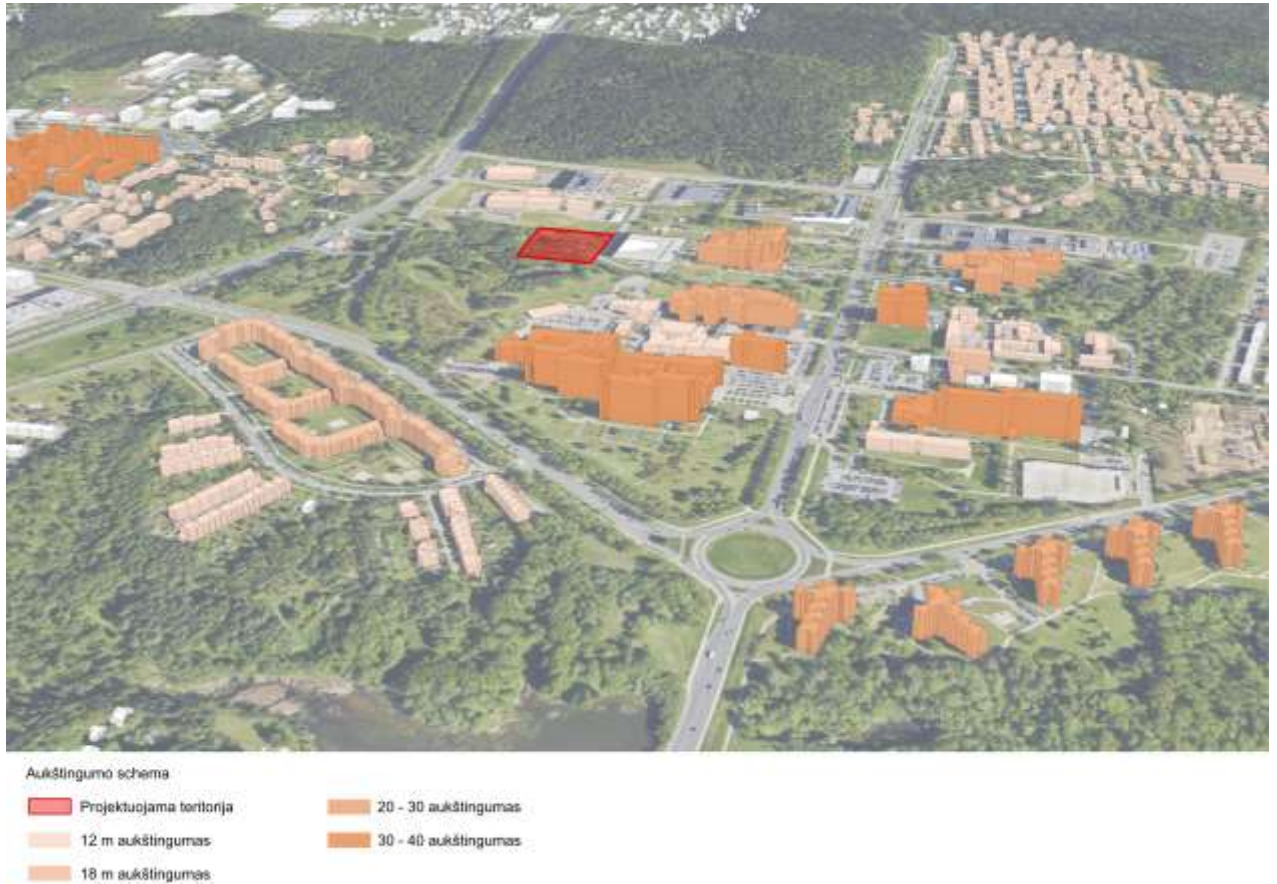 Aukštingumo schema
Projektuojama teritorija
12 m aukštingumas
18 m aukštingumas
20 - 30 aukštingumas
30 - 40 aukštingumas